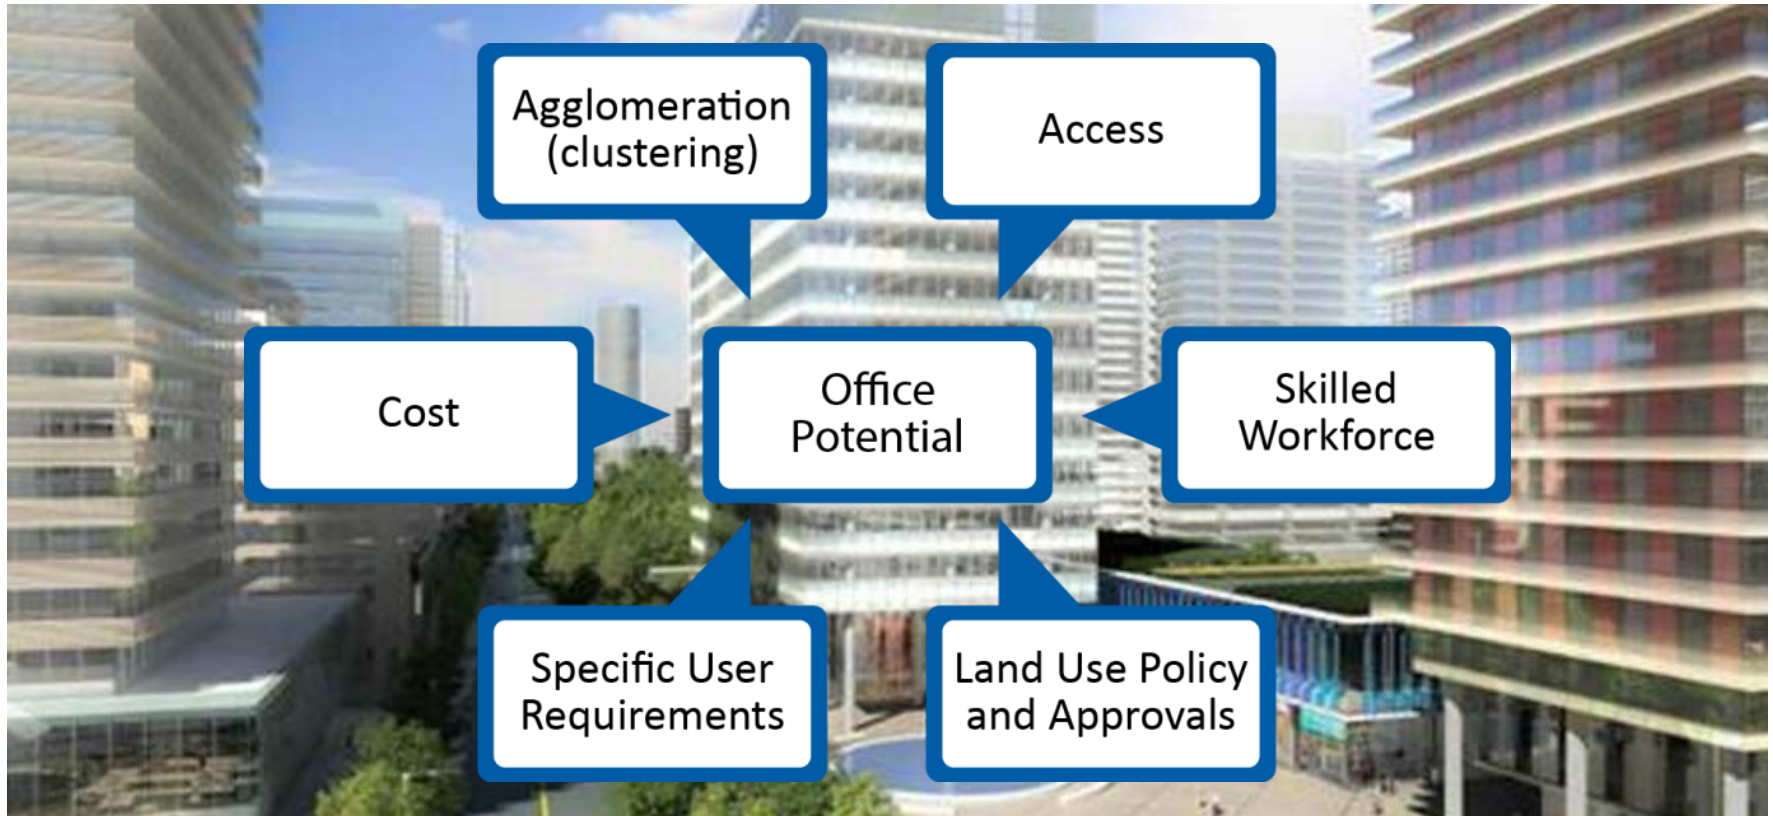 Agglomeration
(clustering)
Access
Cost
Office
Potential
Skilled
Workforce
Specific User
Requirements
Land Use Policy
and Approvals